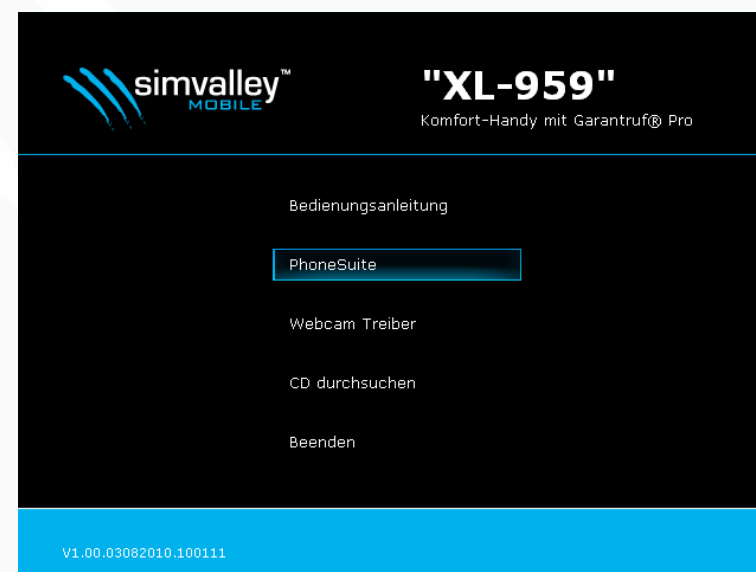 simvalley™
MOBILE
"XL-959"
Komfort-Handy mit Garantruf® Pro
Bedienungsanleitung
PhoneSuite
Webcam Treiber
CD durchsuchen
Beenden
V1.00.03082010.100111